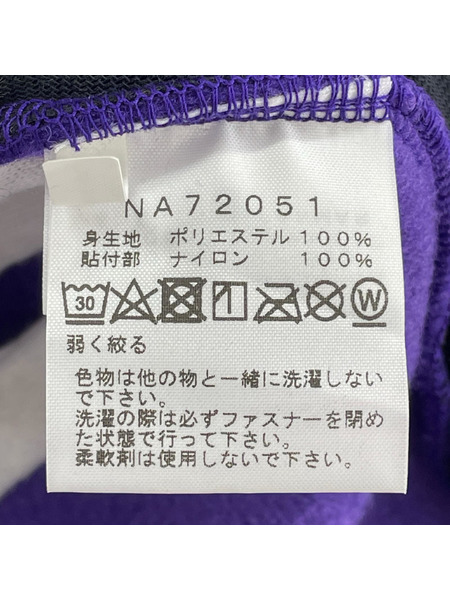 NA72051
身生地 ポリエステル 100%
貼付部 ナイロン 100%
30 W
弱く絞る
色物は他の物と一緒に洗濯しない
で下さい。
洗濯の際は必ずファスナーを閉め
た状態で行って下さい。
柔軟剤は使用しないで下さい。